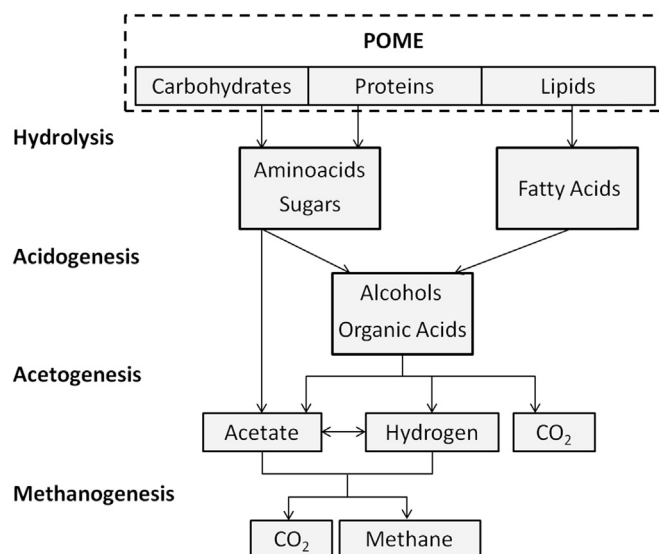 POME
Carbohydrates
Proteins
Lipids
Hydrolysis
Aminoacids
Sugars
Fatty Acids
Acidogenesis
Alcohols
Organic Acids
Acetogenesis
Acetate
Hydrogen
CO₂
Methanogenesis
CO₂
Methane